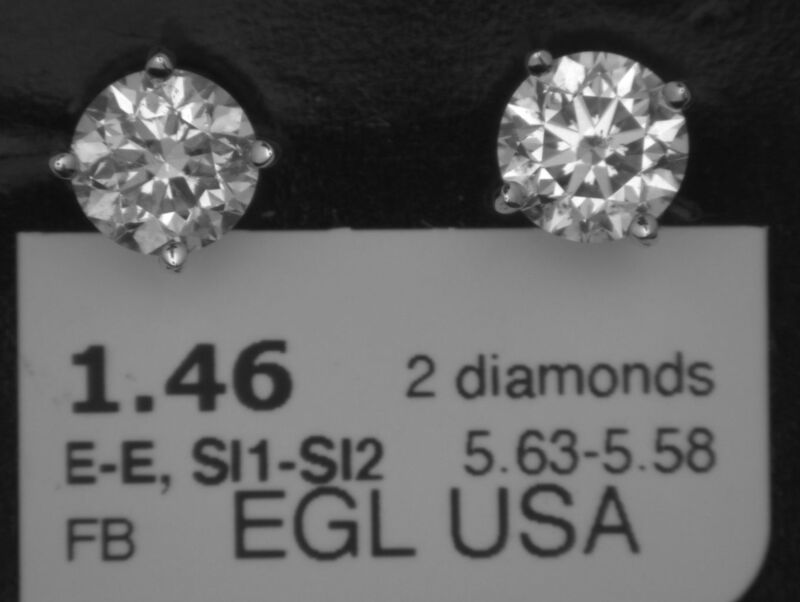 1.46 2 diamonds
E-E, SI1-SI2 5.63-5.58
FB EGL USA